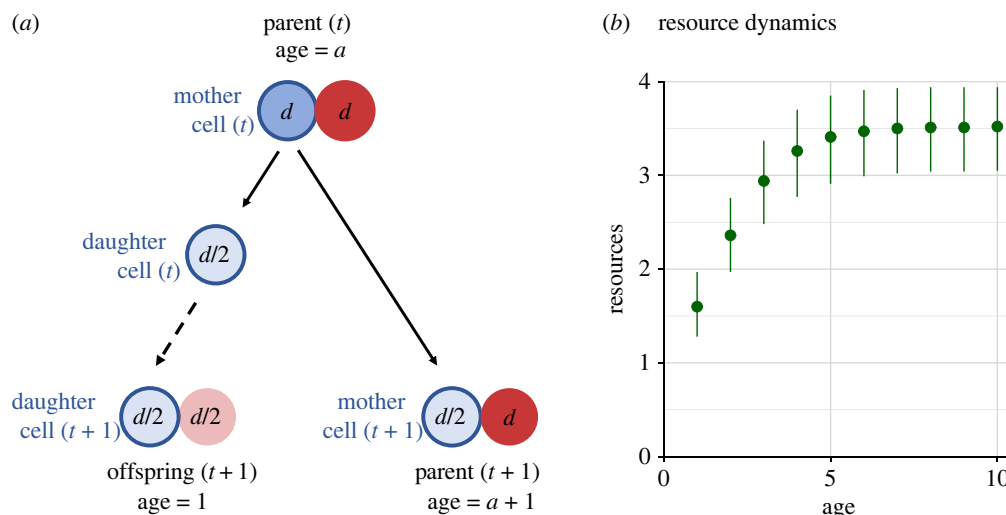 (a)
parent (t)
age = a
mother
cell (t)
d
d
daughter
cell (t)
d/2
daughter
cell (t + 1)
d/2
d/2
offspring (t + 1)
age = 1
mother
cell (t + 1)
d/2
d
parent (t + 1)
age = a + 1
(b) resource dynamics
resources
4
3
2
1
0
0
5
10
age